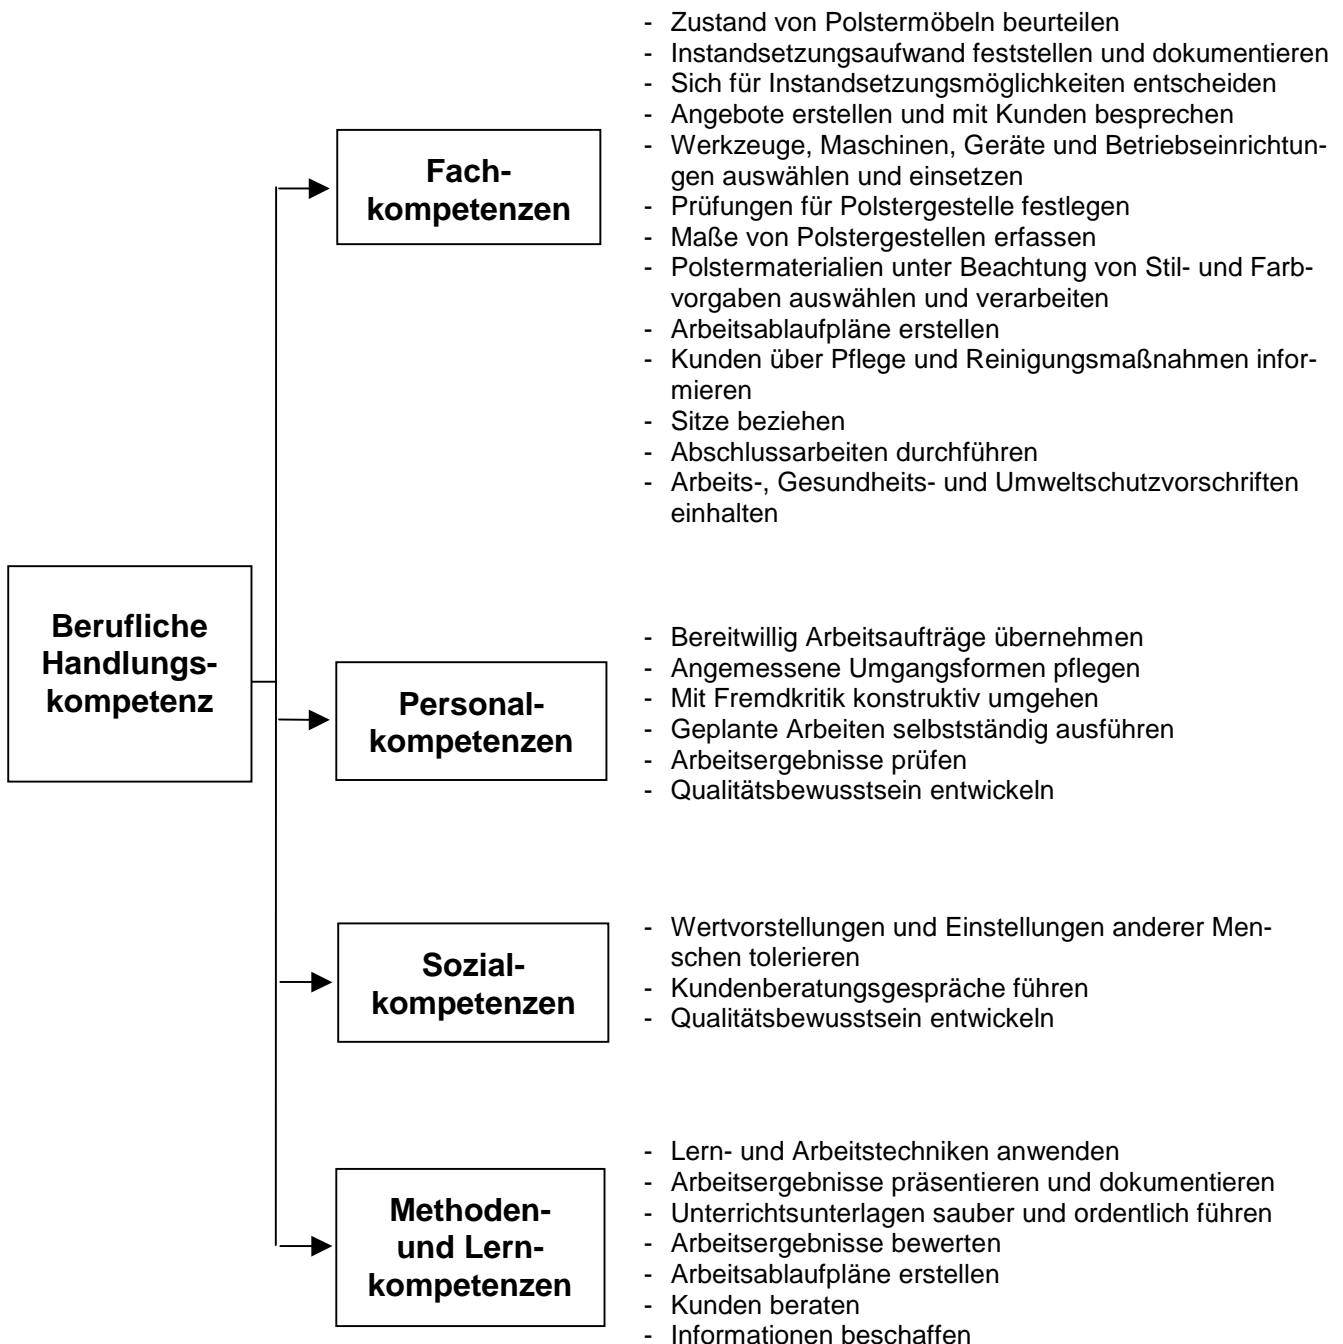 - Zustand von Polstermöbeln beurteilen
- Instandsetzungsaufwand feststellen und dokumentieren
- Sich für Instandsetzungsmöglichkeiten entscheiden
- Angebote erstellen und mit Kunden besprechen
- Werkzeuge, Maschinen, Geräte und Betriebseinrichtun-
gen auswählen und einsetzen
- Prüfungen für Polstergestelle festlegen
- Maße von Polstergestellen erfassen
- Polstermaterialien unter Beachtung von Stil- und Farb-
vorgaben auswählen und verarbeiten
- Arbeitsablaufpläne erstellen
- Kunden über Pflege und Reinigungsmaßnahmen infor-
mieren
- Sitze beziehen
- Abschlussarbeiten durchführen
- Arbeits-, Gesundheits- und Umweltschutzvorschriften
einhalten
Fach-
kompetenzen
Berufliche
Handlungs-
kompetenz
Personal-
kompetenzen
- Bereitwillig Arbeitsaufträge übernehmen
- Angemessene Umgangsformen pflegen
- Mit Fremdkritik konstruktiv umgehen
- Geplante Arbeiten selbstständig ausführen
- Arbeitsergebnisse prüfen
- Qualitätsbewusstsein entwickeln
Sozial-
kompetenzen
- Wertvorstellungen und Einstellungen anderer Men-
schen tolerieren
- Kundenberatungsgespräche führen
- Qualitätsbewusstsein entwickeln
Methoden-
und Lern-
kompetenzen
- Lern- und Arbeitstechniken anwenden
- Arbeitsergebnisse präsentieren und dokumentieren
- Unterrichtsunterlagen sauber und ordentlich führen
- Arbeitsergebnisse bewerten
- Arbeitsablaufpläne erstellen
- Kunden beraten
- Informationen beschaffen